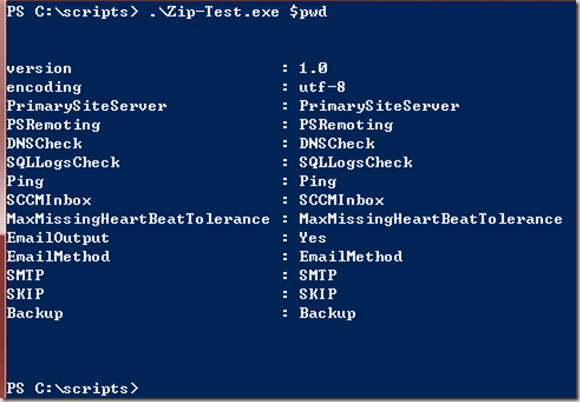 PS C:\scripts> .\Zip-Test.exe $pwd
version : 1.0
encoding : utf-8
PrimarySiteServer : PrimarySiteServer
PSRemoting : PSRemoting
DNSCheck : DNSCheck
SQLLogsCheck : SQLLogsCheck
Ping : Ping
SCCMInbox : SCCMInbox
MaxMissingHeartBeatTolerance : MaxMissingHeartBeatTolerance
EmailOutput : Yes
EmailMethod : EmailMethod
SMTP : SMTP
SKIP : SKIP
Backup : Backup
PS C:\scripts>